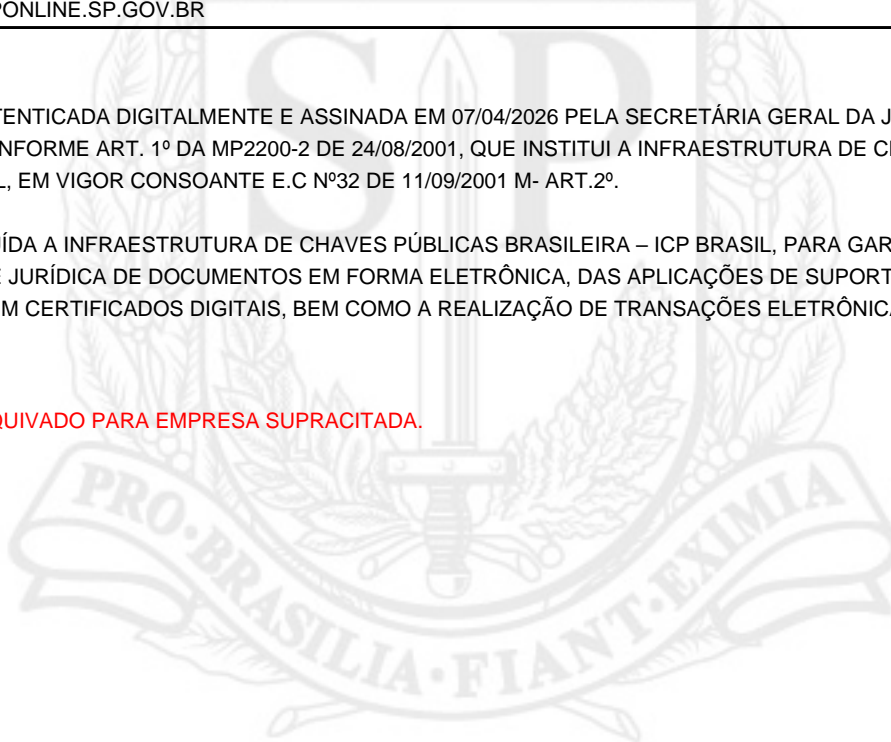 PONLINE.SP.GOV.BR
TENTICADA DIGITALMENTE E ASSINADA EM 07/04/2026 PELA SECRETÁRIA GERAL DA J
NFORME ART. 1º DA MP2200-2 DE 24/08/2001, QUE INSTITUI A INFRAESTRUTURA DE C
L, EM VIGOR CONSOANTE E.C Nº32 DE 11/09/2001 M- ART.2º.
ÍDA A INFRAESTRUTURA DE CHAVES PÚBLICAS BRASILEIRA – ICP BRASIL, PARA GAR
E JURÍDICA DE DOCUMENTOS EM FORMA ELETRÔNICA, DAS APLICAÇÕES DE SUPORT
M CERTIFICADOS DIGITAIS, BEM COMO A REALIZAÇÃO DE TRANSAÇÕES ELETRÔNICA
QUIVADO PARA EMPRESA SUPRACITADA.
SP
PRO·BRASILIA·FIANT·EXIMIA